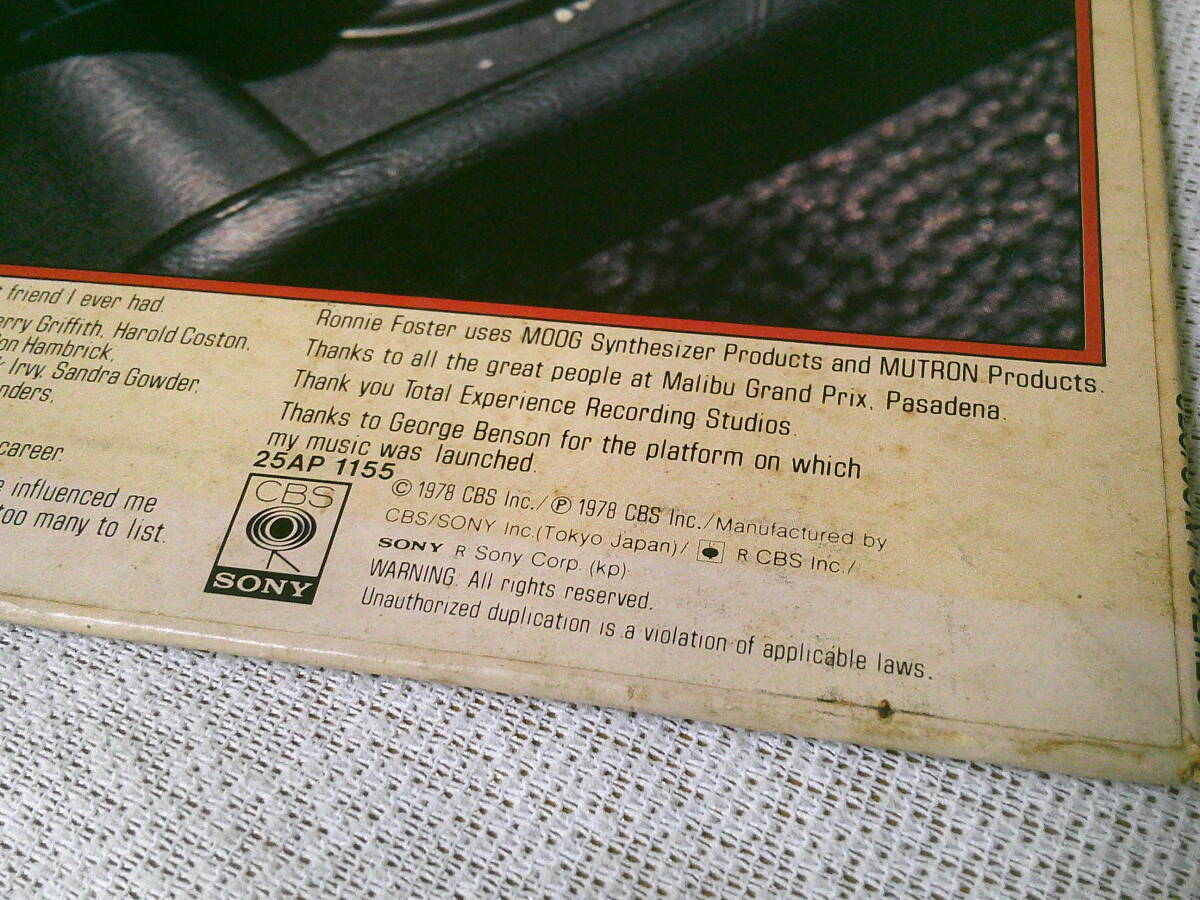 friend I ever had.
Griffith, Harold Coston,
Hambrick,
Irvy, Sandra Gowder,
career.
influenced me
too many to list.
Ronnie Foster uses MOOG Synthesizer Products and MUTRON Products.
Thanks to all the great people at Malibu Grand Prix, Pasadena.
Thank you Total Experience Recording Studios.
Thanks to George Benson for the platform on which
my music was launched.
25AP 1155
CBS
SONY
© 1978 CBS Inc./ ℗ 1978 CBS Inc./Manufactured by
CBS/SONY Inc.(Tokyo Japan)/ R CBS Inc./
SONY R Sony Corp. (kp)
WARNING: All rights reserved.
Unauthorized duplication is a violation of applicable laws.